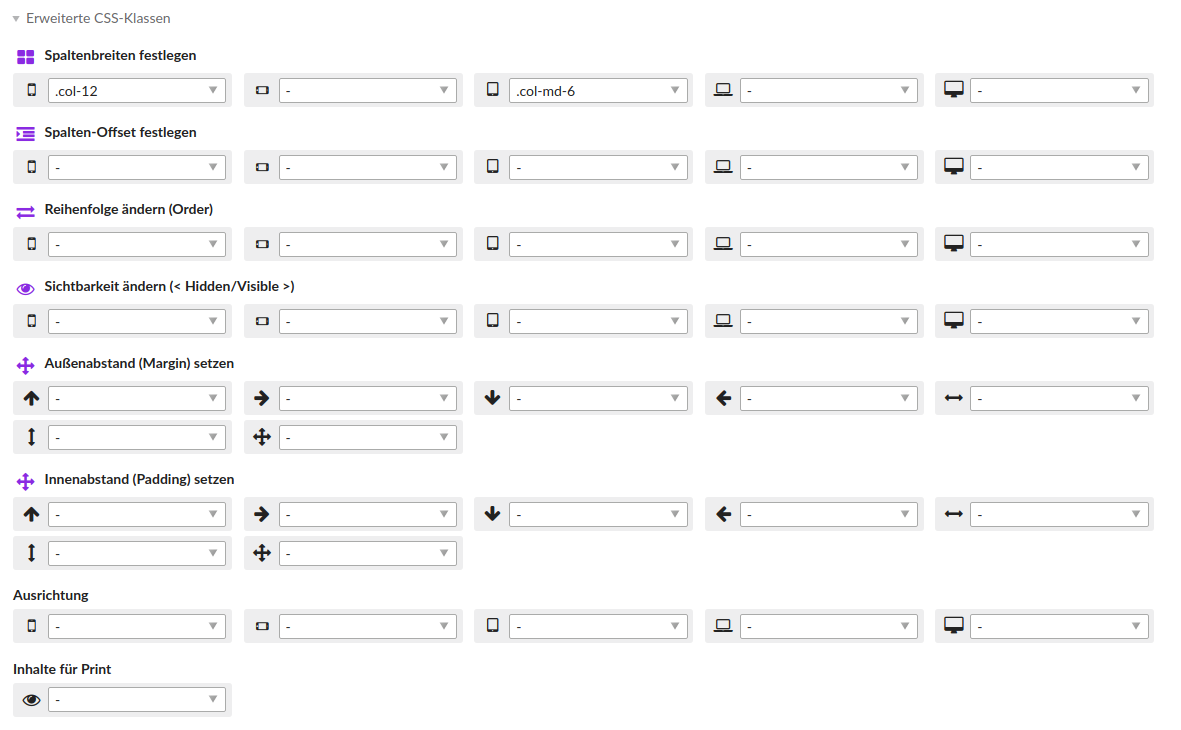 Erweiterte CSS-Klassen
Spaltenbreiten festlegen
.col-12 - .col-md-6 - -
Spalten-Offset festlegen
- - - - -
Reihenfolge ändern (Order)
- - - - -
Sichtbarkeit ändern (< Hidden/Visible >)
- - - - -
Außenabstand (Margin) setzen
- - - - -
- -
Innenabstand (Padding) setzen
- - - - -
- -
Ausrichtung
- - - - -
Inhalte für Print
-